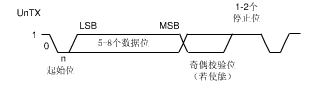 UnTX
1-2个
停止位
LSB
MSB
1
0
5-8个数据位
n
起始位
奇偶校验位
(若使能)